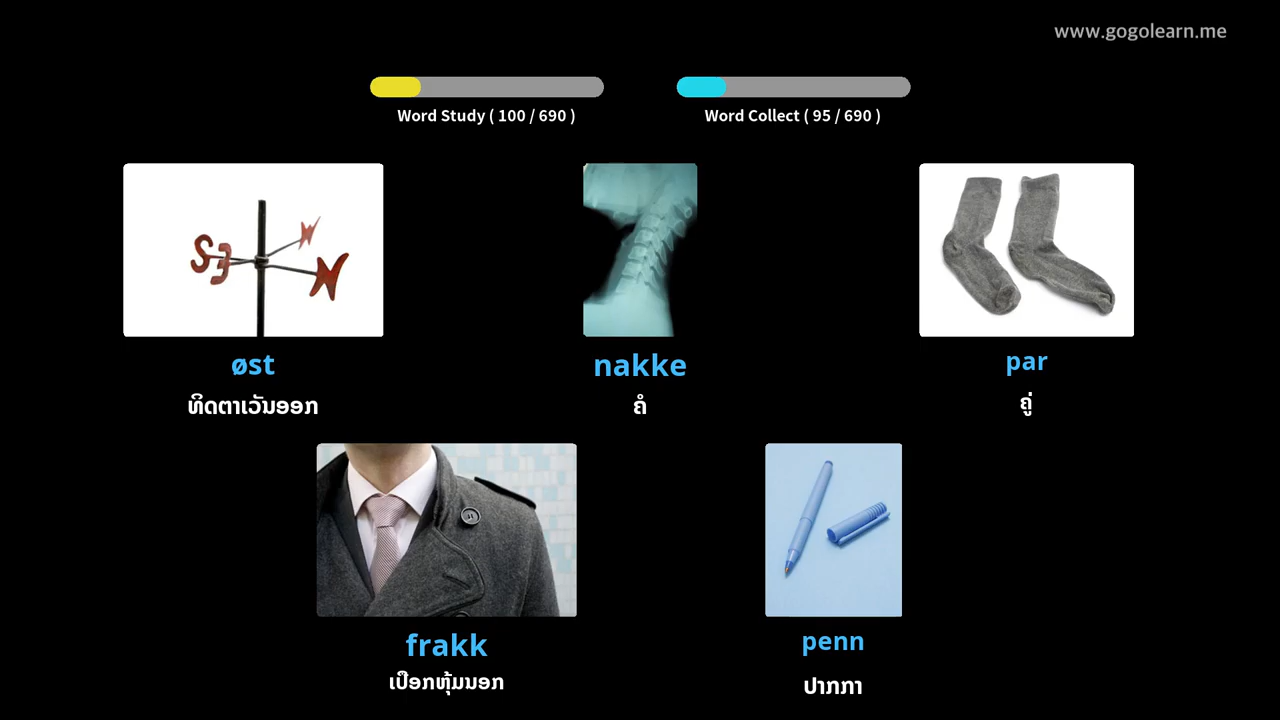 www.gogolearn.me
Word Study ( 100 / 690 )
Word Collect ( 95 / 690 )
S E N N
øst
ທິດຕາເວັນອອກ
nakke
ຄໍ
par
ຄູ່
frakk
ເປືອກຫຸ້ມນອກ
penn
ປາກກາ